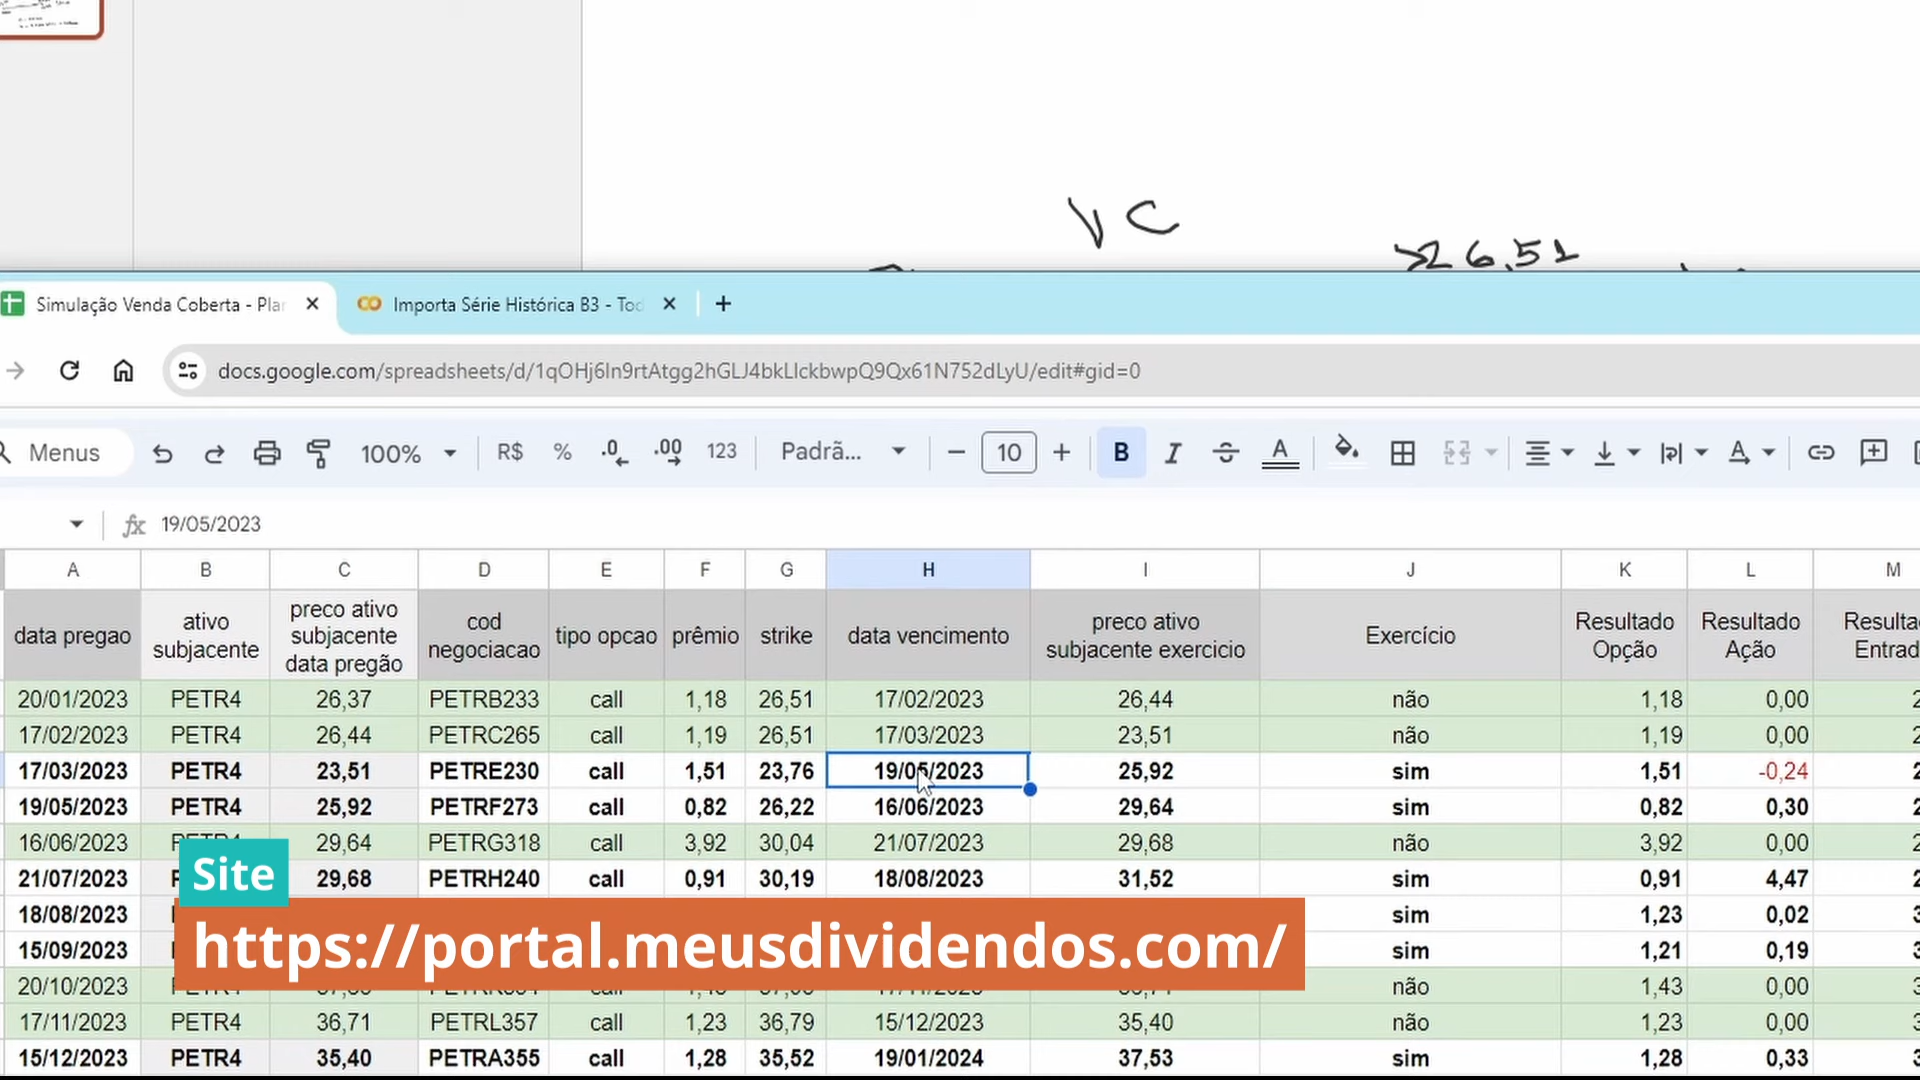 VC
>26,51
Simulação Venda Coberta - Plar
Importa Série Histórica B3 - Tod
docs.google.com/spreadsheets/d/1qOHj6ln9rtAtgg2hGLJ4bkLlckbwpQ9Qx61N752dLyU/edit#gid=0
Menus 100% R$ % .0 .00 123 Padrã... 10 B I A
fx 19/05/2023
A B C D E F G H I J K L M
data pregao ativo subjacente preco ativo subjacente data pregão cod negociacao tipo opcao prêmio strike data vencimento preco ativo subjacente exercicio Exercício Resultado Opção Resultado Ação
20/01/2023 PETR4 26,37 PETRB233 call 1,18 26,51 17/02/2023 26,44 não 1,18 0,00
17/02/2023 PETR4 26,44 PETRC265 call 1,19 26,51 17/03/2023 23,51 não 1,19 0,00
17/03/2023 PETR4 23,51 PETRE230 call 1,51 23,76 19/05/2023 25,92 sim 1,51 -0,24
19/05/2023 PETR4 25,92 PETRF273 call 0,82 26,22 16/06/2023 29,64 sim 0,82 0,30
16/06/2023 29,64 PETRG318 call 3,92 30,04 21/07/2023 29,68 não 3,92 0,00
21/07/2023 29,68 PETRH240 call 0,91 30,19 18/08/2023 31,52 sim 0,91 4,47
18/08/2023 sim 1,23 0,02
15/09/2023 sim 1,21 0,19
20/10/2023 não 1,43 0,00
17/11/2023 PETR4 36,71 PETRL357 call 1,23 36,79 15/12/2023 35,40 não 1,23 0,00
15/12/2023 PETR4 35,40 PETRA355 call 1,28 35,52 19/01/2024 37,53 sim 1,28 0,33
Site
https://portal.meusdividendos.com/